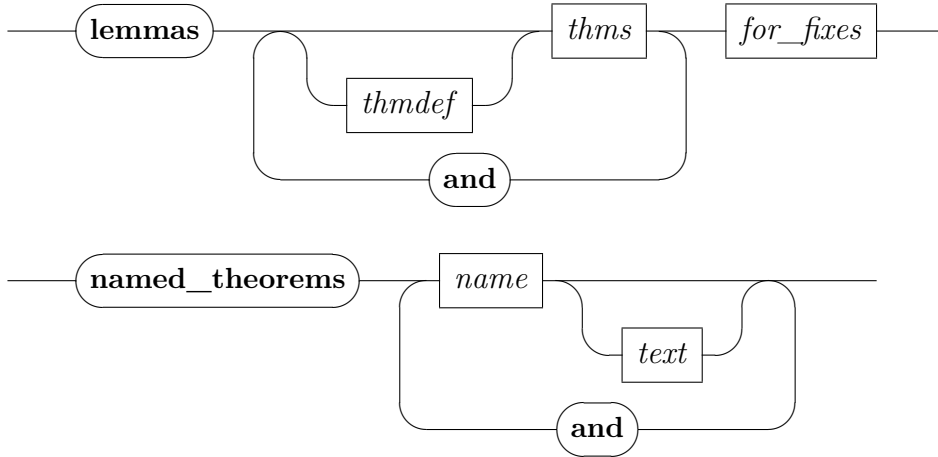 lemmas thms for_fixes
thmdef
and
named_theorems name
text
and